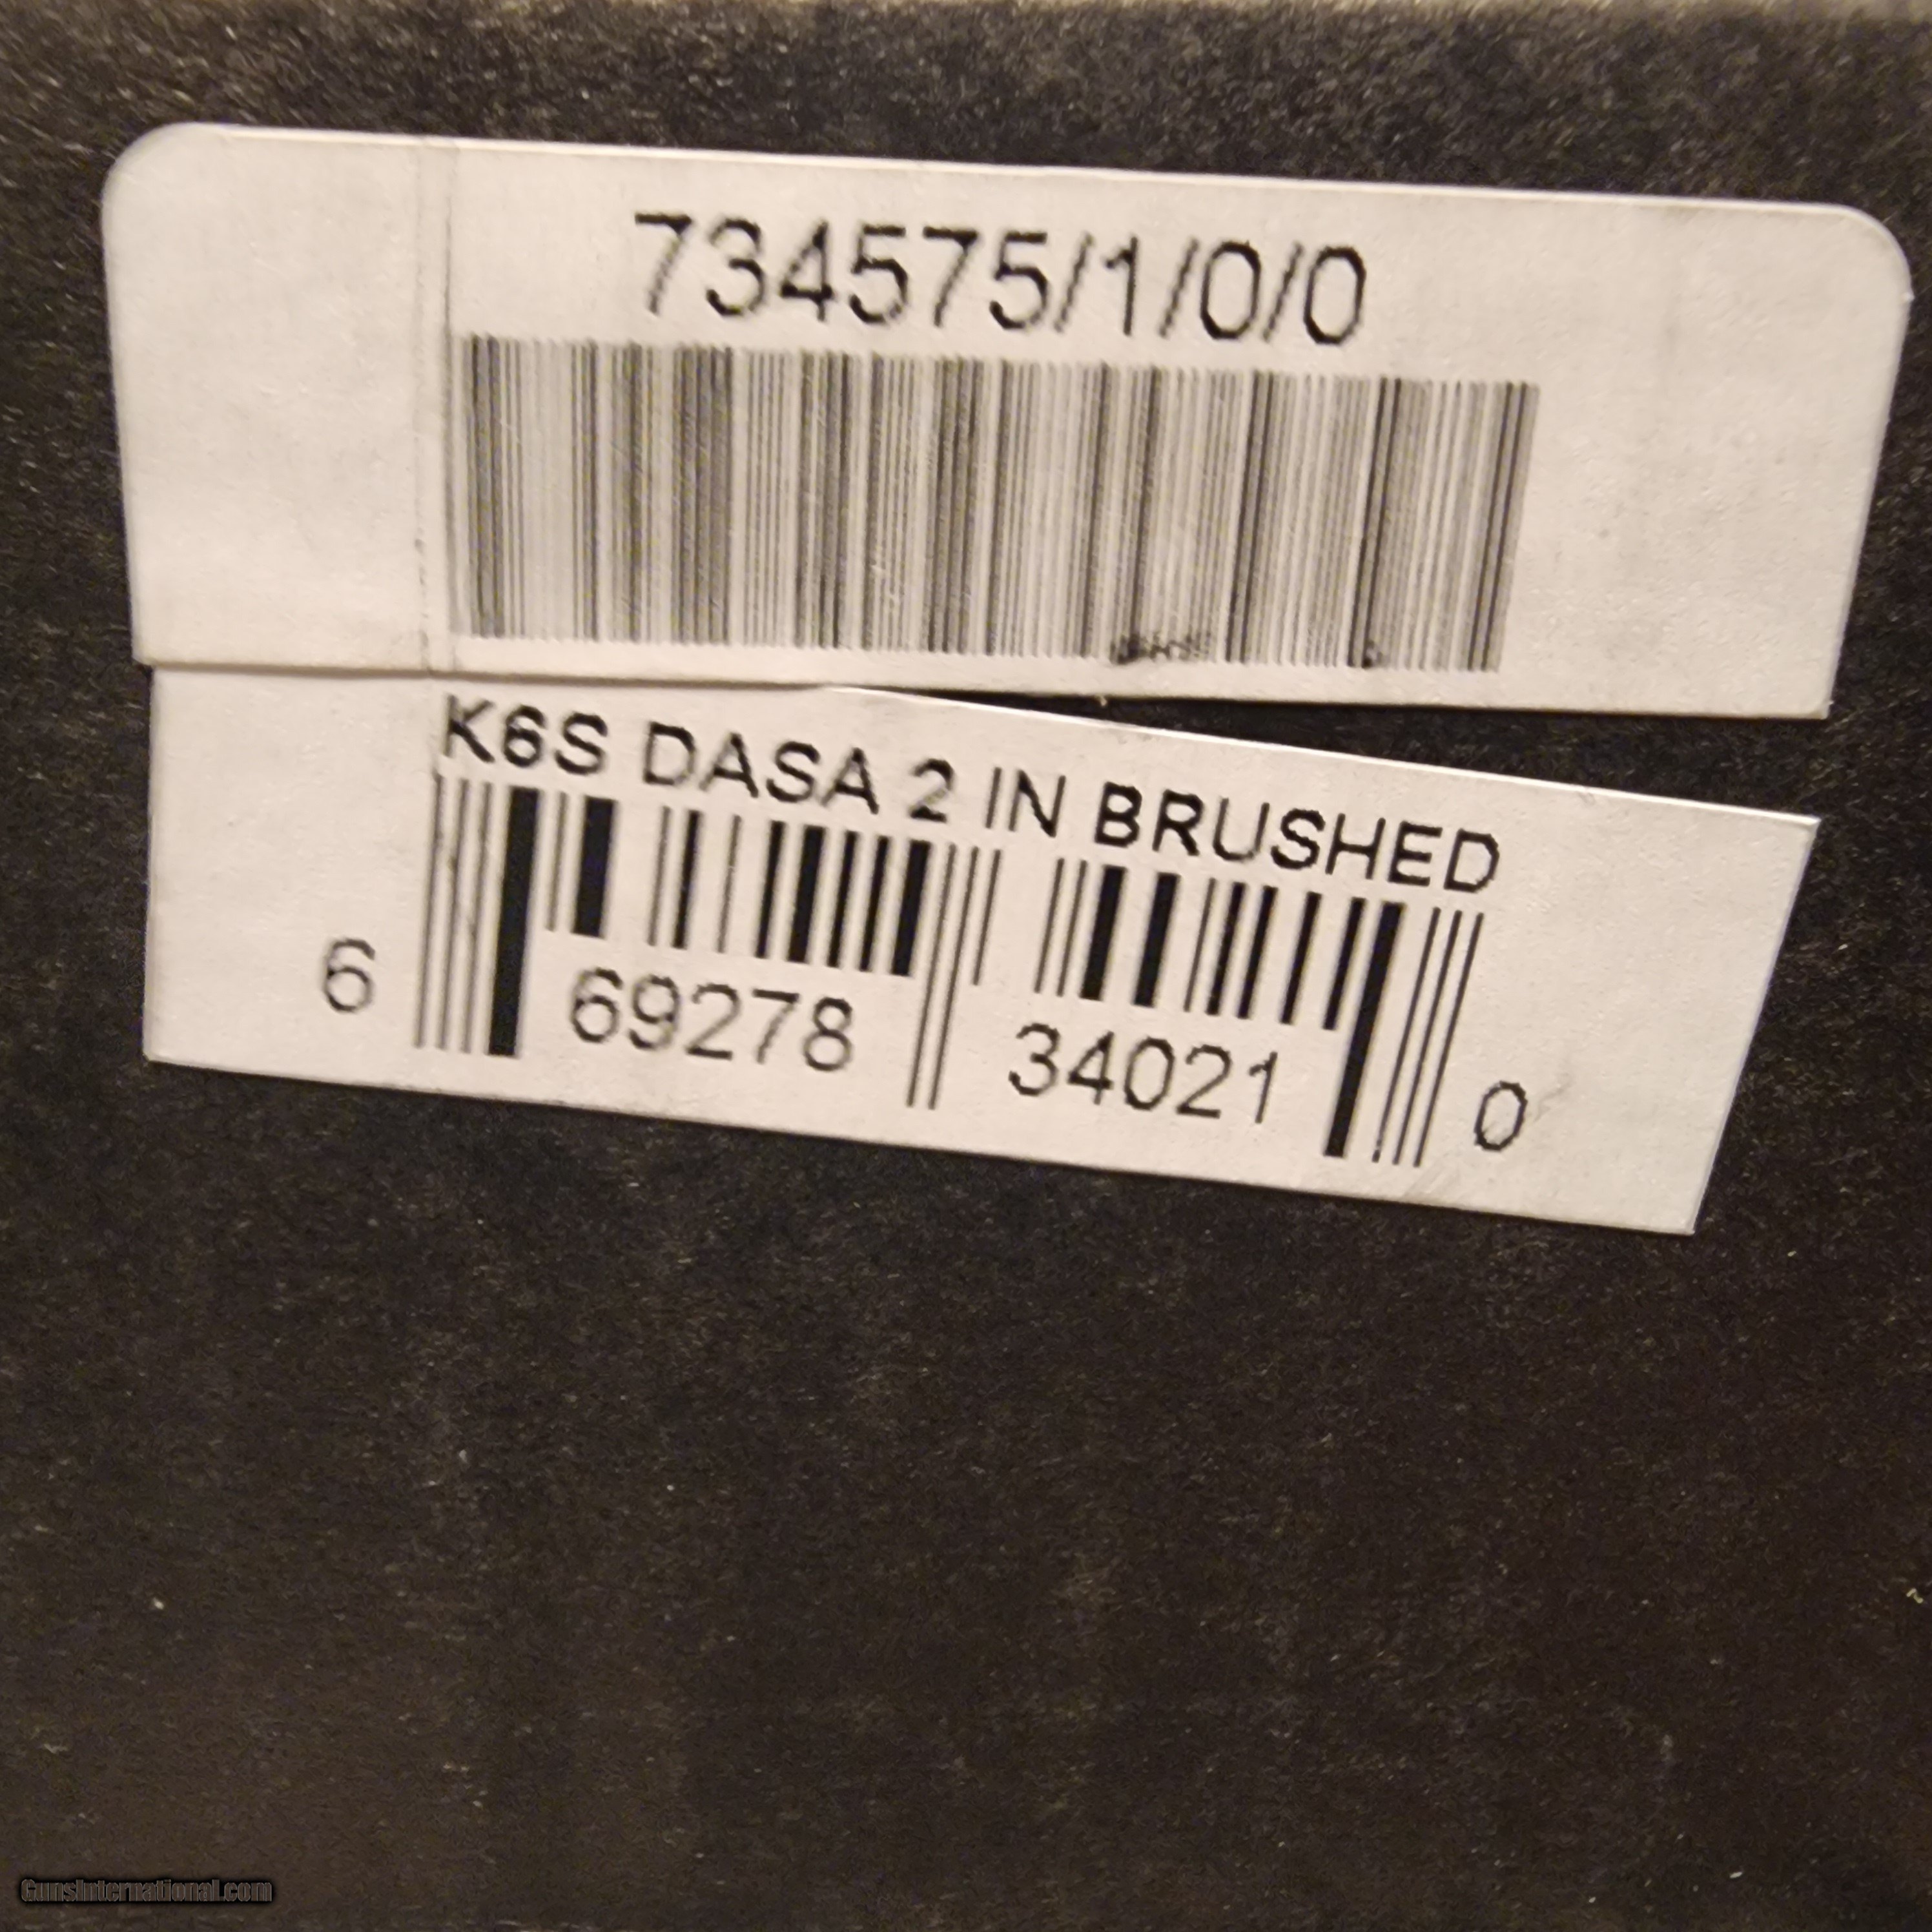 734575/1/0/0
K6S DASA 2 IN BRUSHED
6 69278 34021 0
GunsInternational.com